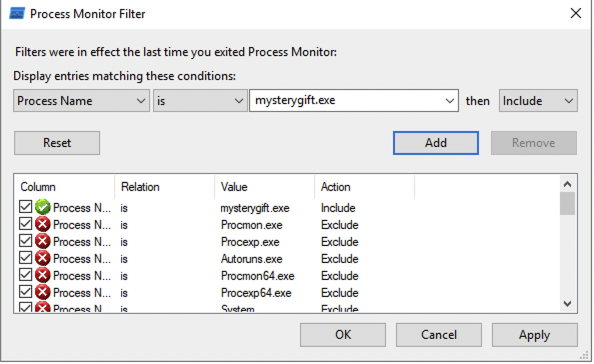 Process Monitor Filter
Filters were in effect the last time you exited Process Monitor:
Display entries matching these conditions:
Process Name is mysterygift.exe then Include
Reset Add Remove
Column Relation Value Action
Process N... is mysterygift.exe Include
Process N... is Procmon.exe Exclude
Process N... is Procexp.exe Exclude
Process N... is Autoruns.exe Exclude
Process N... is Procmon64.exe Exclude
Process N... is Procexp64.exe Exclude
Process N... is System Exclude
OK Cancel Apply